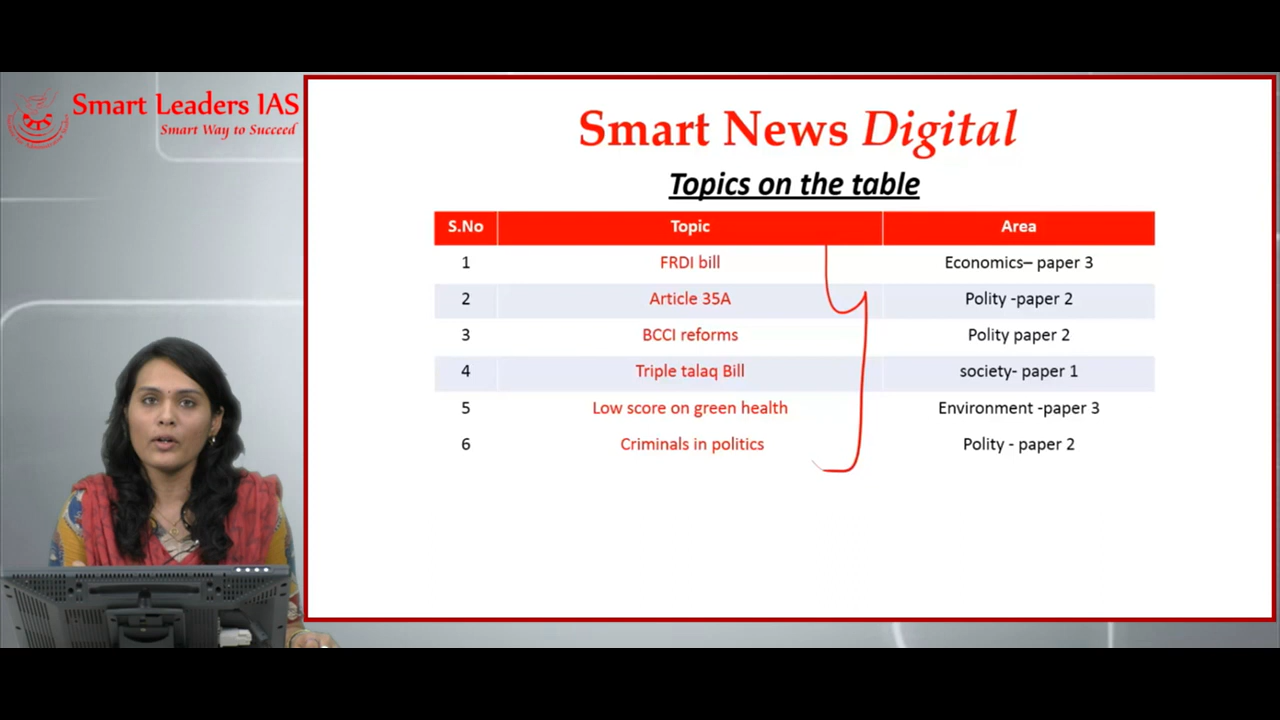 Smart Leaders IAS
Smart Way to Succeed
Smart News Digital
Topics on the table
S.No Topic Area
1 FRDI bill Economics– paper 3
2 Article 35A Polity -paper 2
3 BCCI reforms Polity paper 2
4 Triple talaq Bill society- paper 1
5 Low score on green health Environment -paper 3
6 Criminals in politics Polity - paper 2